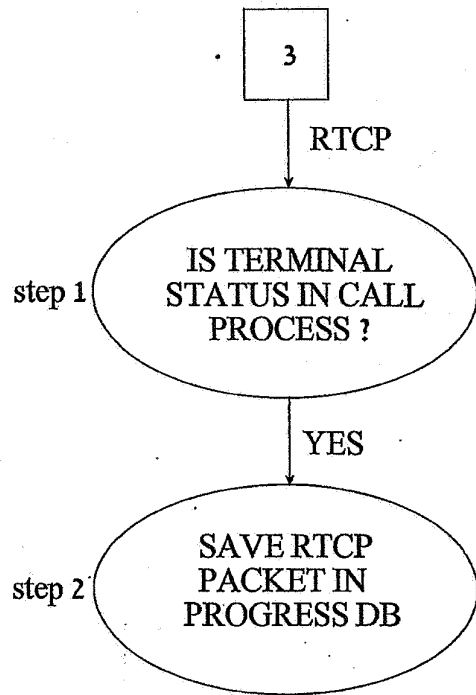 3
RTCP
step 1
IS TERMINAL
STATUS IN CALL
PROCESS ?
YES
step 2
SAVE RTCP
PACKET IN
PROGRESS DB